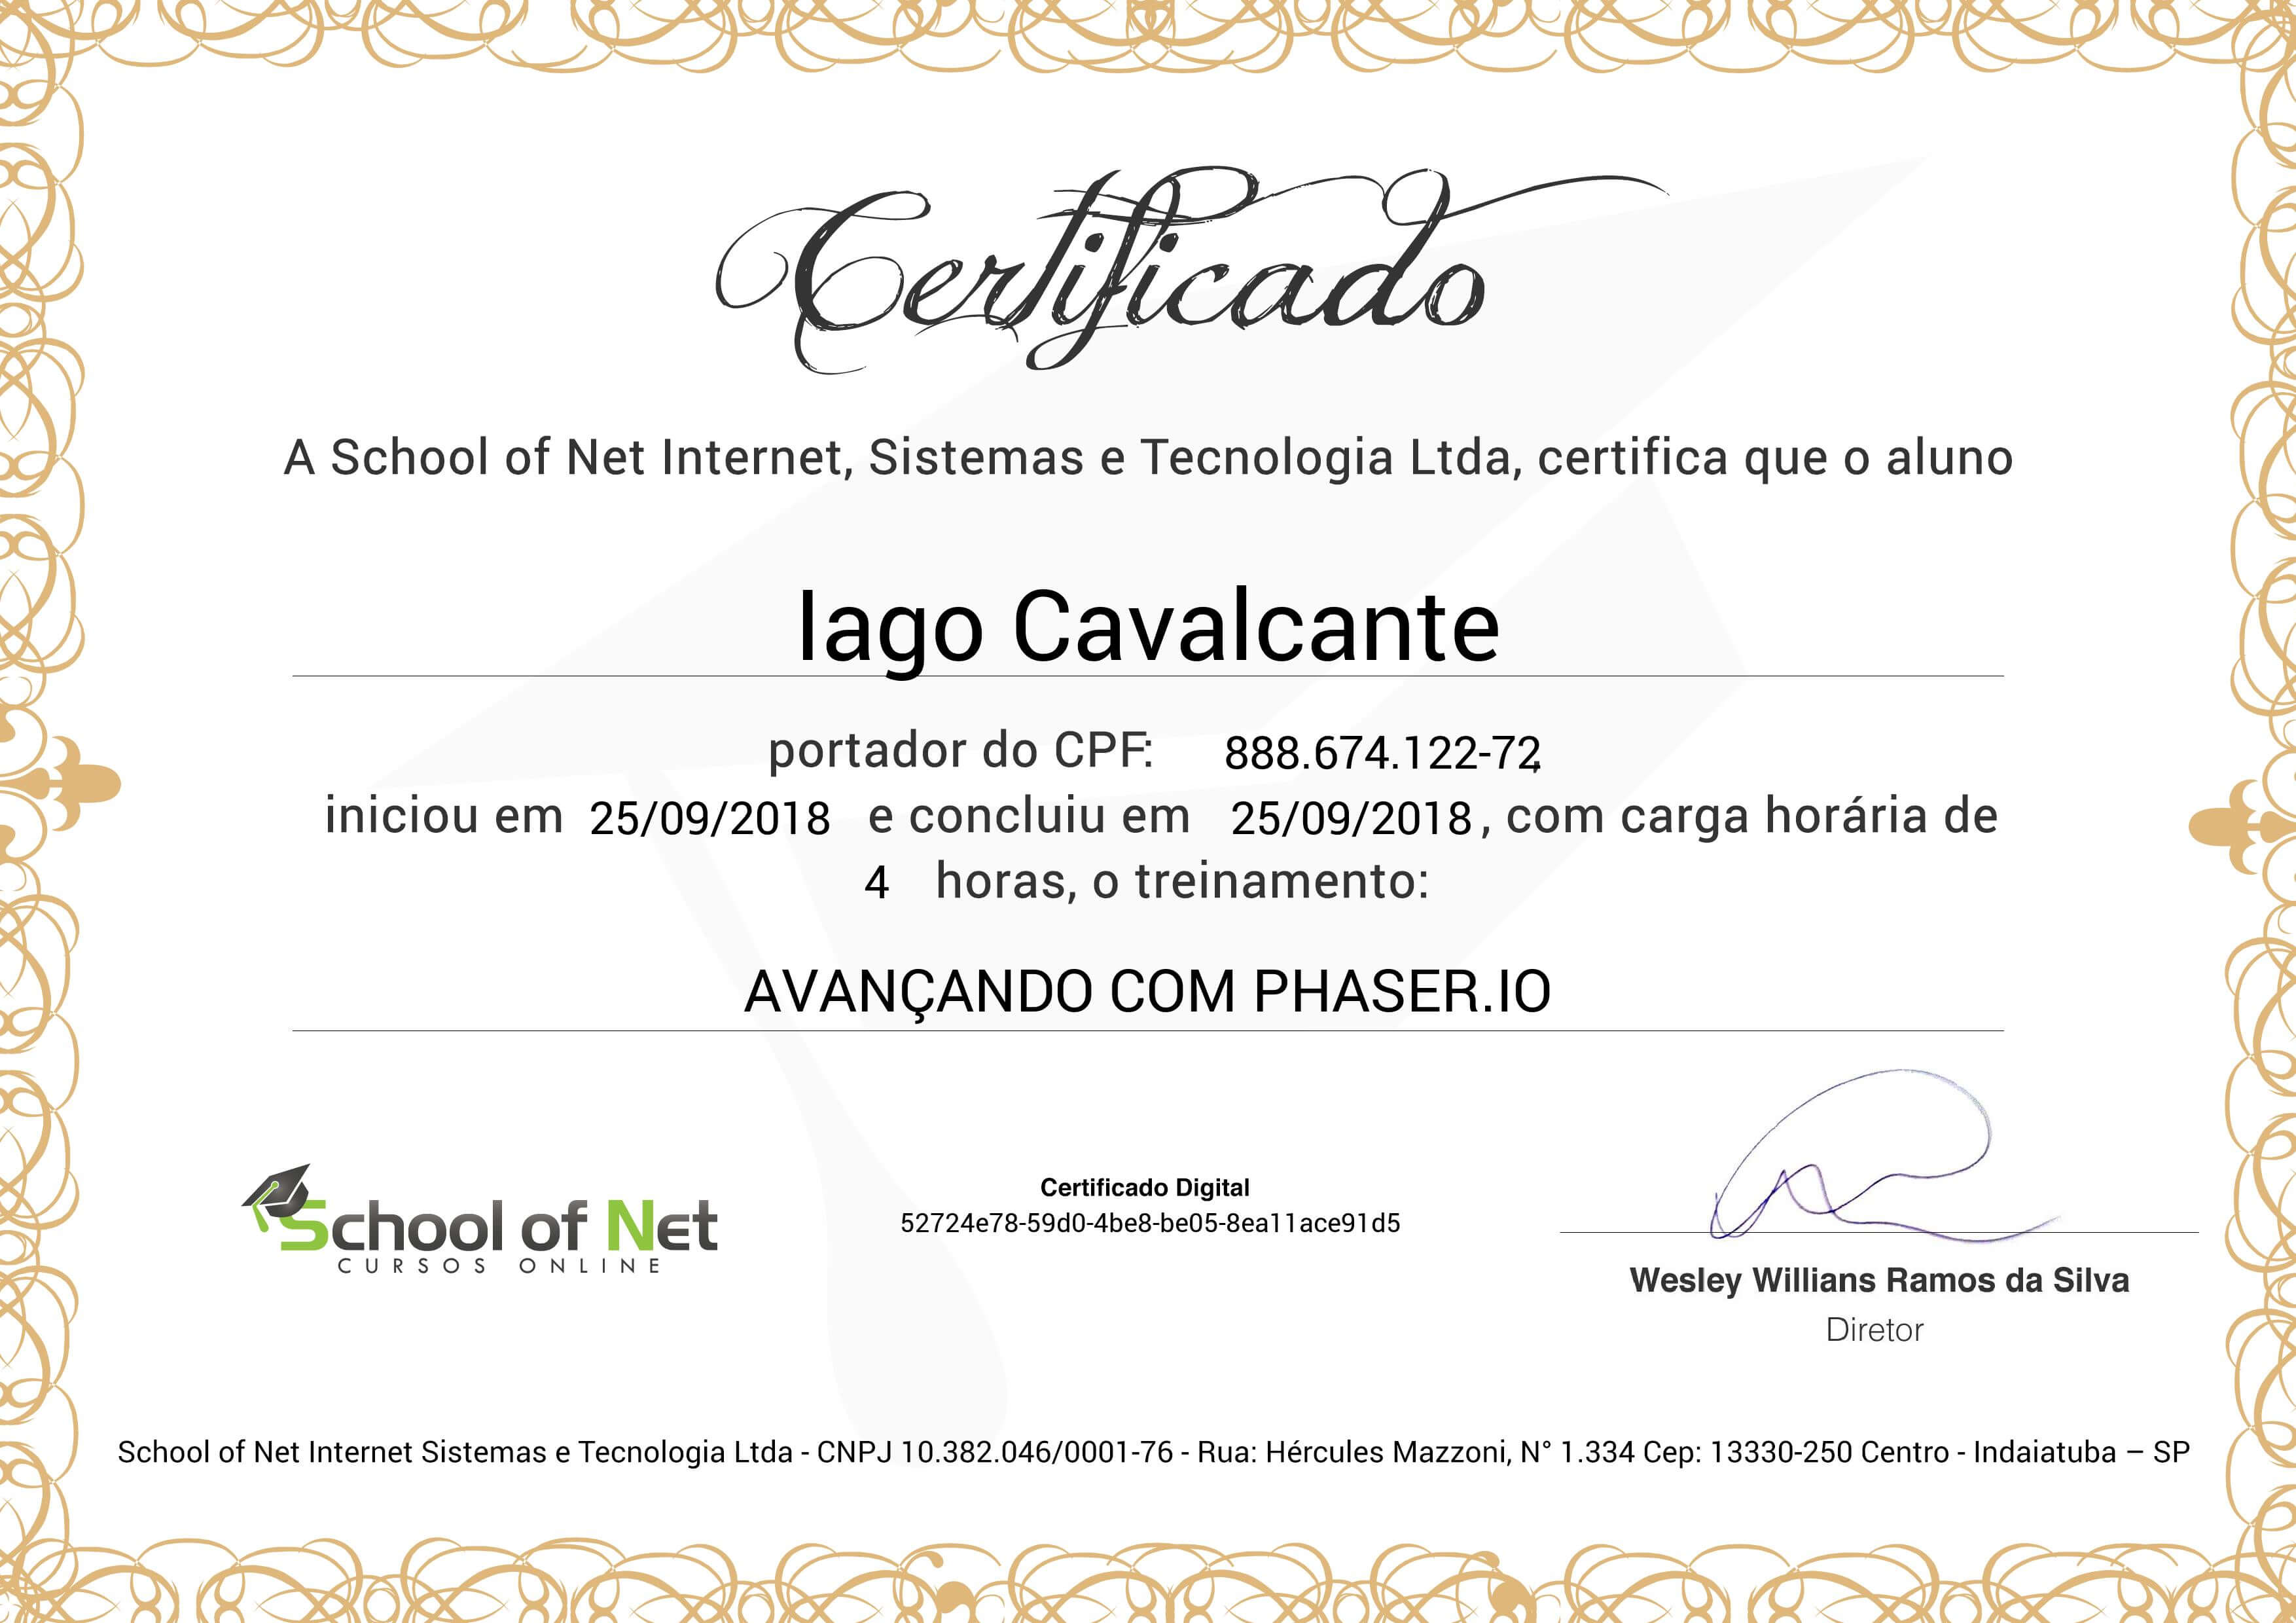 Certificado
A School of Net Internet, Sistemas e Tecnologia Ltda, certifica que o aluno
Iago Cavalcante
portador do CPF: 888.674.122-72,
iniciou em 25/09/2018 e concluiu em 25/09/2018, com carga horária de
4 horas, o treinamento:
AVANÇANDO COM PHASER.IO
School of Net
CURSOS ONLINE
Certificado Digital
52724e78-59d0-4be8-be05-8ea11ace91d5
Wesley Willians Ramos da Silva
Diretor
School of Net Internet Sistemas e Tecnologia Ltda - CNPJ 10.382.046/0001-76 - Rua: Hércules Mazzoni, N° 1.334 Cep: 13330-250 Centro - Indaiatuba – SP